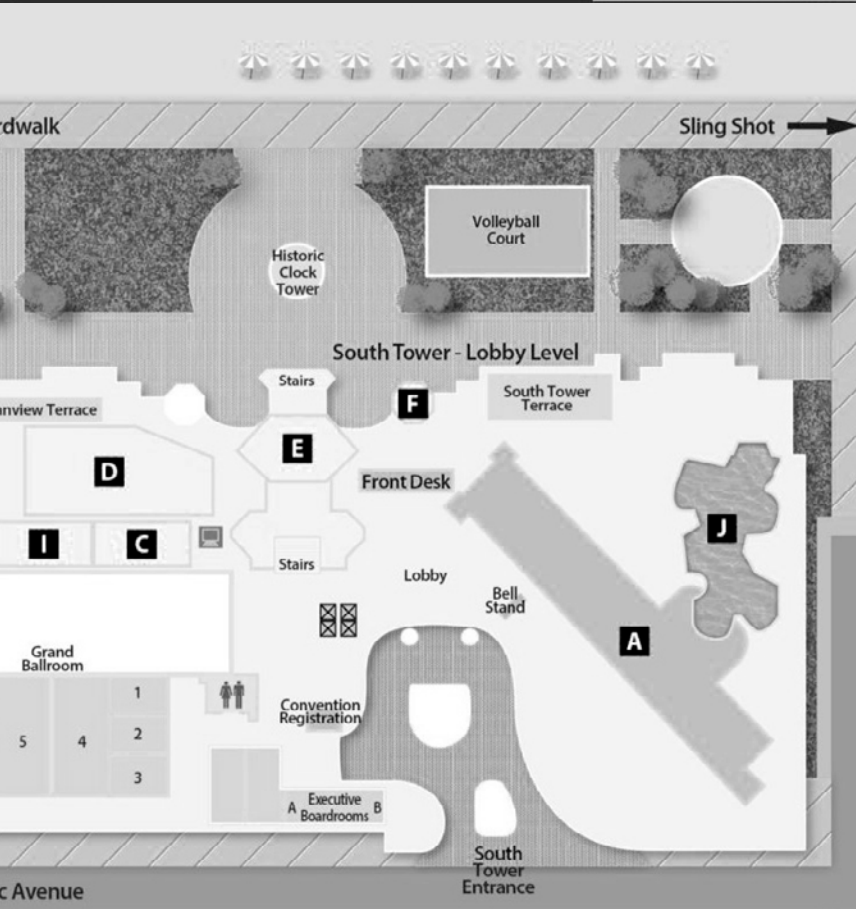 rdwalk
Sling Shot
Volleyball
Court
Historic
Clock
Tower
South Tower - Lobby Level
Stairs
F
South Tower
Terrace
nview Terrace
E
D
Front Desk
J
I
C
Stairs
Lobby
Bell
Stand
A
Grand
Ballroom
1
Convention
Registration
2
5
4
3
A
Executive
Boardrooms
B
South
Tower
Entrance
c Avenue